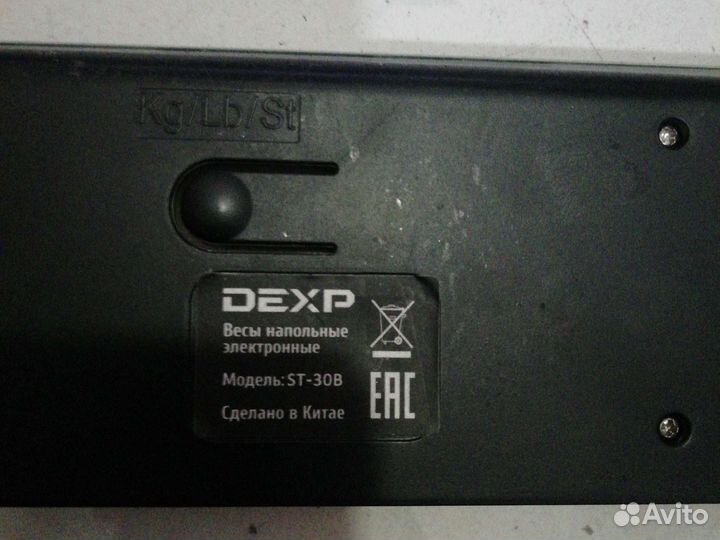 Kg/Lb/St
DEXP
Весы напольные
электронные
Модель: ST-30B
Сделано в Китае
EAC
Avito